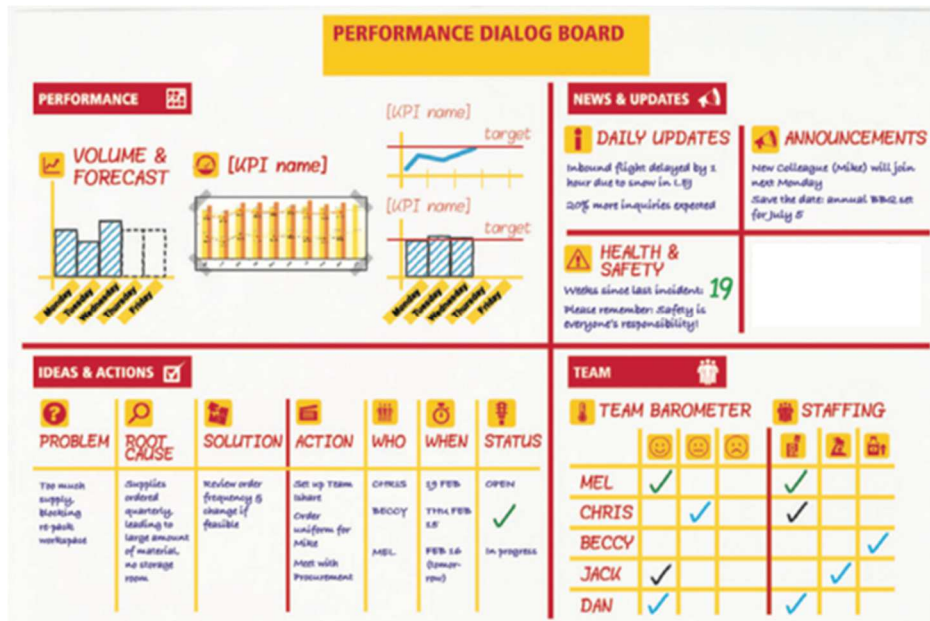 PERFORMANCE DIALOG BOARD
PERFORMANCE
VOLUME &
FORECAST
Monday
Tuesday
Wednesday
Thursday
Friday
[KPI name]
[KPI name]
target
[KPI name]
target
Monday
Tuesday
Wednesday
Thursday
Friday
NEWS & UPDATES
DAILY UPDATES
Inbound flight delayed by 1
hour due to snow in LEJ
20% more inquiries expected
ANNOUNCEMENTS
New Colleague (Mike) will join
next Monday
Save the date: annual BBQ set
for July 5
HEALTH &
SAFETY
Weeks since last incident: 19
Please remember: Safety is
everyone's responsibility!
IDEAS & ACTIONS
PROBLEM
Too much
supply,
blocking
re-pack
workspace
ROOT
CAUSE
Supplies
ordered
quarterly,
leading to
large amount
of material,
no storage
room
SOLUTION
Review order
frequency &
change if
feasible
ACTION
Set up Team
Share
Order
uniform for
Mike
Meet with
Procurement
WHO
CHRIS
BECCY
MEL
WHEN
19 FEB
THU, FEB
15
FEB 16
(tomor-
row)
STATUS
OPEN
In progress
TEAM
TEAM BAROMETER
STAFFING
MEL
CHRIS
BECCY
JACK
DAN